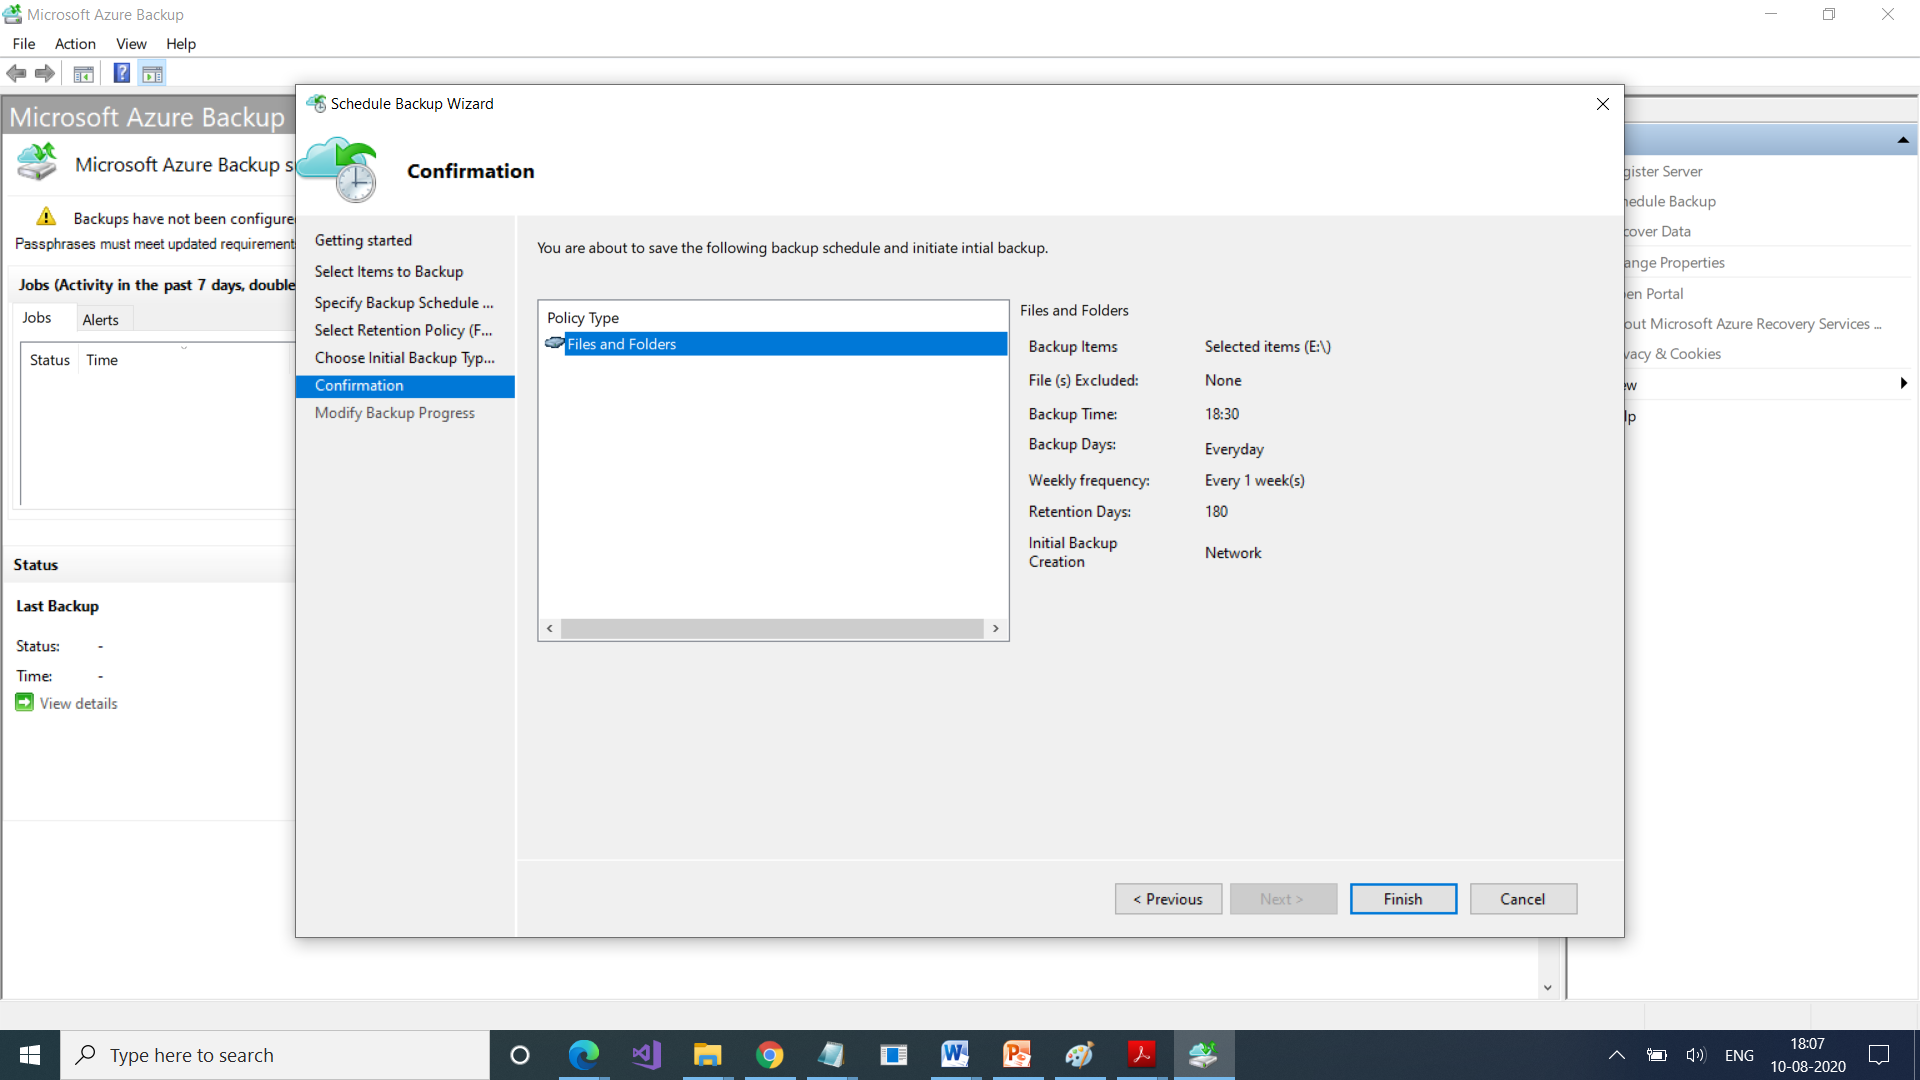 Microsoft Azure Backup
File Action View Help
Microsoft Azure Backup
Microsoft Azure Backup s
Backups have not been configure
Passphrases must meet updated requirements
Jobs (Activity in the past 7 days, double
Jobs Alerts
Status Time
Status
Last Backup
Status: -
Time: -
View details
Schedule Backup Wizard
Confirmation
Getting started
Select Items to Backup
Specify Backup Schedule ...
Select Retention Policy (F...
Choose Initial Backup Typ...
Confirmation
Modify Backup Progress
You are about to save the following backup schedule and initiate intial backup.
Policy Type
Files and Folders
Files and Folders
Backup Items Selected items (E:\)
File (s) Excluded: None
Backup Time: 18:30
Backup Days: Everyday
Weekly frequency: Every 1 week(s)
Retention Days: 180
Initial Backup Creation Network
< Previous Next > Finish Cancel
gister Server
hedule Backup
cover Data
ange Properties
en Portal
out Microsoft Azure Recovery Services ...
vacy & Cookies
ew
lp
Type here to search
ENG
18:07
10-08-2020